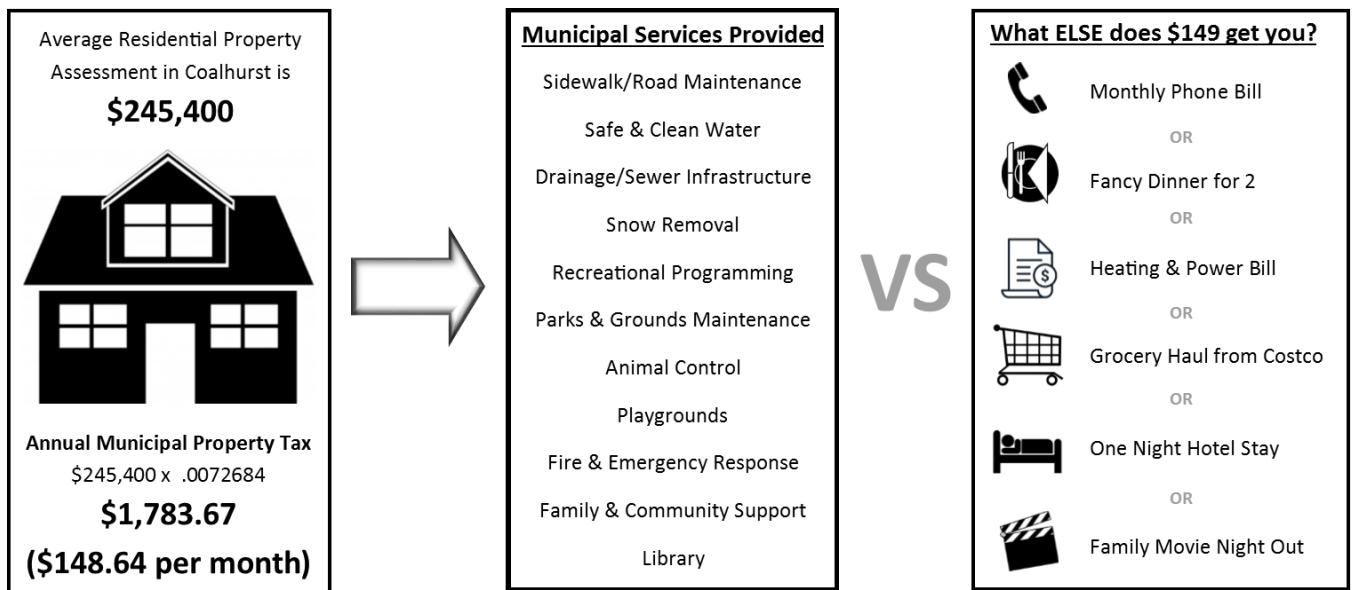 Average Residential Property
Assessment in Coalhurst is
$245,400
Annual Municipal Property Tax
$245,400 x .0072684
$1,783.67
($148.64 per month)
Municipal Services Provided
Sidewalk/Road Maintenance
Safe & Clean Water
Drainage/Sewer Infrastructure
Snow Removal
Recreational Programming
Parks & Grounds Maintenance
Animal Control
Playgrounds
Fire & Emergency Response
Family & Community Support
Library
VS
What ELSE does $149 get you?
Monthly Phone Bill
OR
Fancy Dinner for 2
OR
$
Heating & Power Bill
OR
Grocery Haul from Costco
OR
One Night Hotel Stay
OR
Family Movie Night Out